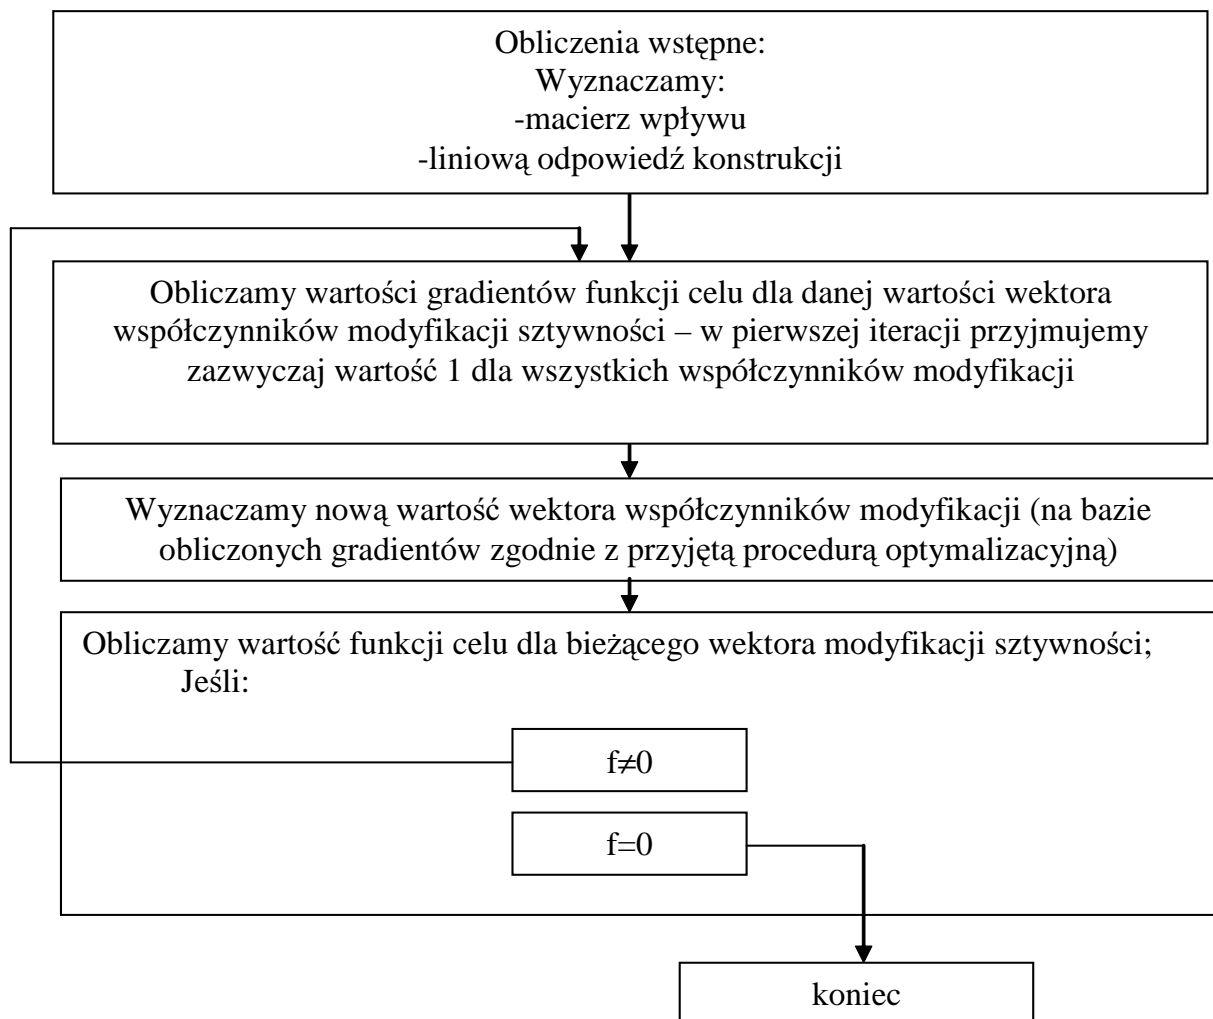 Obliczenia wstępne:
Wyznaczamy:
-macierz wpływu
-liniową odpowiedź konstrukcji
Obliczamy wartości gradientów funkcji celu dla danej wartości wektora
współczynników modyfikacji sztywności – w pierwszej iteracji przyjmujemy
zazwyczaj wartość 1 dla wszystkich współczynników modyfikacji
Wyznaczamy nową wartość wektora współczynników modyfikacji (na bazie
obliczonych gradientów zgodnie z przyjętą procedurą optymalizacyjną)
Obliczamy wartość funkcji celu dla bieżącego wektora modyfikacji sztywności;
Jeśli:
f≠0
f=0
koniec